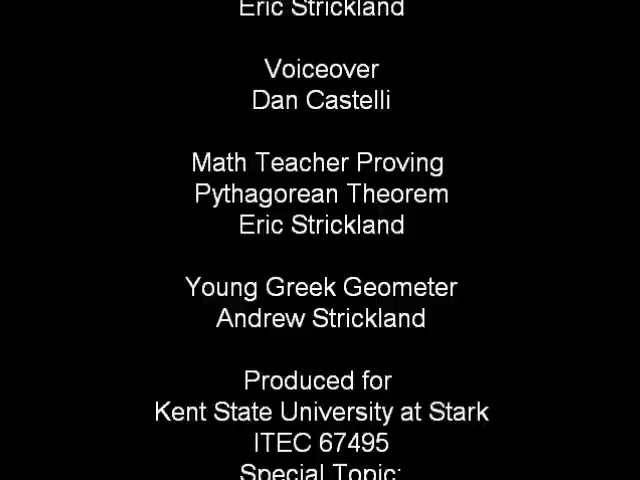 Eric Strickland
Voiceover
Dan Castelli
Math Teacher Proving
Pythagorean Theorem
Eric Strickland
Young Greek Geometer
Andrew Strickland
Produced for
Kent State University at Stark
ITEC 67495
Special Topic: